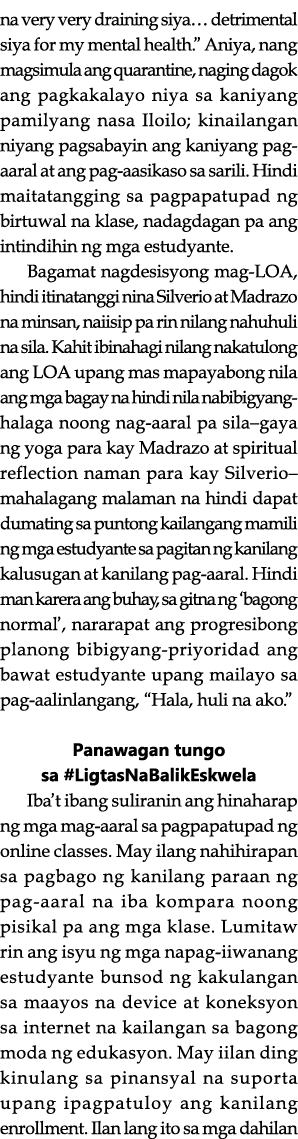 na very very draining siya… detrimental
siya for my mental health.” Aniya, nang
magsimula ang quarantine, naging dagok
ang pagkakalayo niya sa kaniyang
pamilyang nasa Iloilo; kinailangan
niyang pagsabayin ang kaniyang pag-
aaral at ang pag-aasikaso sa sarili. Hindi
maitatangging sa pagpapatupad ng
birtuwal na klase, nadagdagan pa ang
intindihin ng mga estudyante.
Bagamat nagdesisyong mag-LOA,
hindi itinatanggi nina Silverio at Madrazo
na minsan, naiisip pa rin nilang nahuhuli
na sila. Kahit ibinahagi nilang nakatulong
ang LOA upang mas mapayabong nila
ang mga bagay na hindi nila nabibigyang-
halaga noong nag-aaral pa sila–gaya
ng yoga para kay Madrazo at spiritual
reflection naman para kay Silverio–
mahalagang malaman na hindi dapat
dumating sa puntong kailangang mamili
ng mga estudyante sa pagitan ng kanilang
kalusugan at kanilang pag-aaral. Hindi
man karera ang buhay, sa gitna ng ‘bagong
normal’, nararapat ang progresibong
planong bibigyang-priyoridad ang
bawat estudyante upang mailayo sa
pag-aalinlangang, “Hala, huli na ako.”
Panawagan tungo
sa #LigtasNaBalikEskwela
Iba’t ibang suliranin ang hinaharap
ng mga mag-aaral sa pagpapatupad ng
online classes. May ilang nahihirapan
sa pagbago ng kanilang paraan ng
pag-aaral na iba kompara noong
pisikal pa ang mga klase. Lumitaw
rin ang isyu ng mga napag-iiwanang
estudyante bunsod ng kakulangan
sa maayos na device at koneksyon
sa internet na kailangan sa bagong
moda ng edukasyon. May iilan ding
kinulang sa pinansyal na suporta
upang ipagpatuloy ang kanilang
enrollment. Ilan lang ito sa mga dahilan